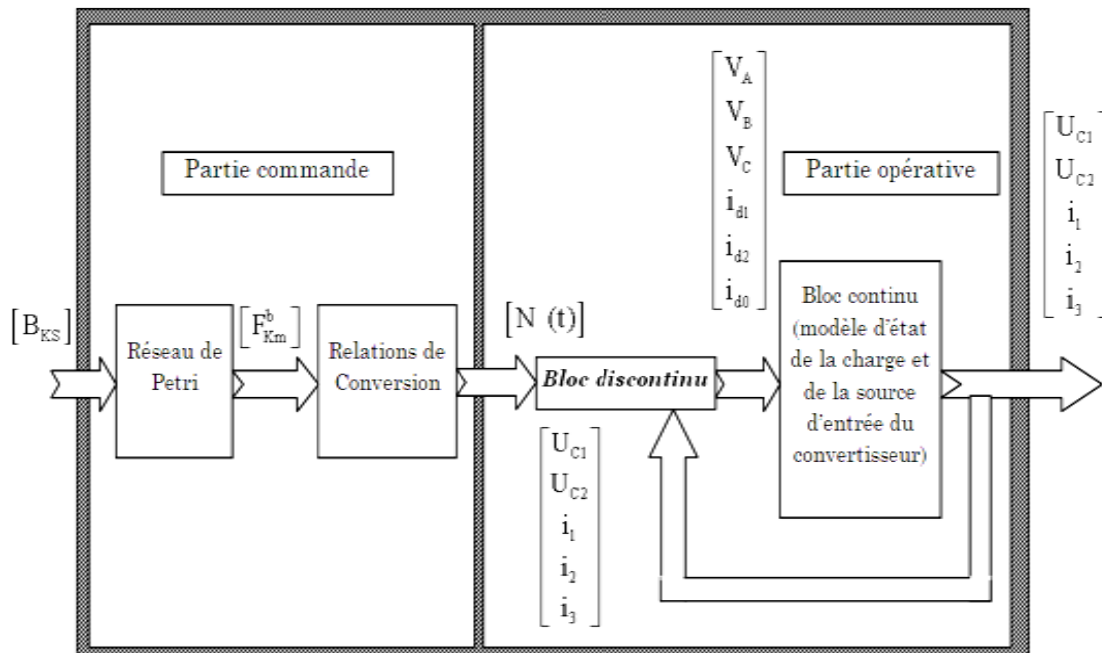 Partie commande
[B_KS]
Réseau de
Petri
[F^b_Km]
Relations de
Conversion
[N (t)]
Bloc discontinu
U_C1
U_C2
i_1
i_2
i_3
V_A
V_B
V_C
i_d1
i_d2
i_d0
Partie opérative
Bloc continu
(modèle d'état
de la charge et
de la source
d'entrée du
convertisseur)
U_C1
U_C2
i_1
i_2
i_3